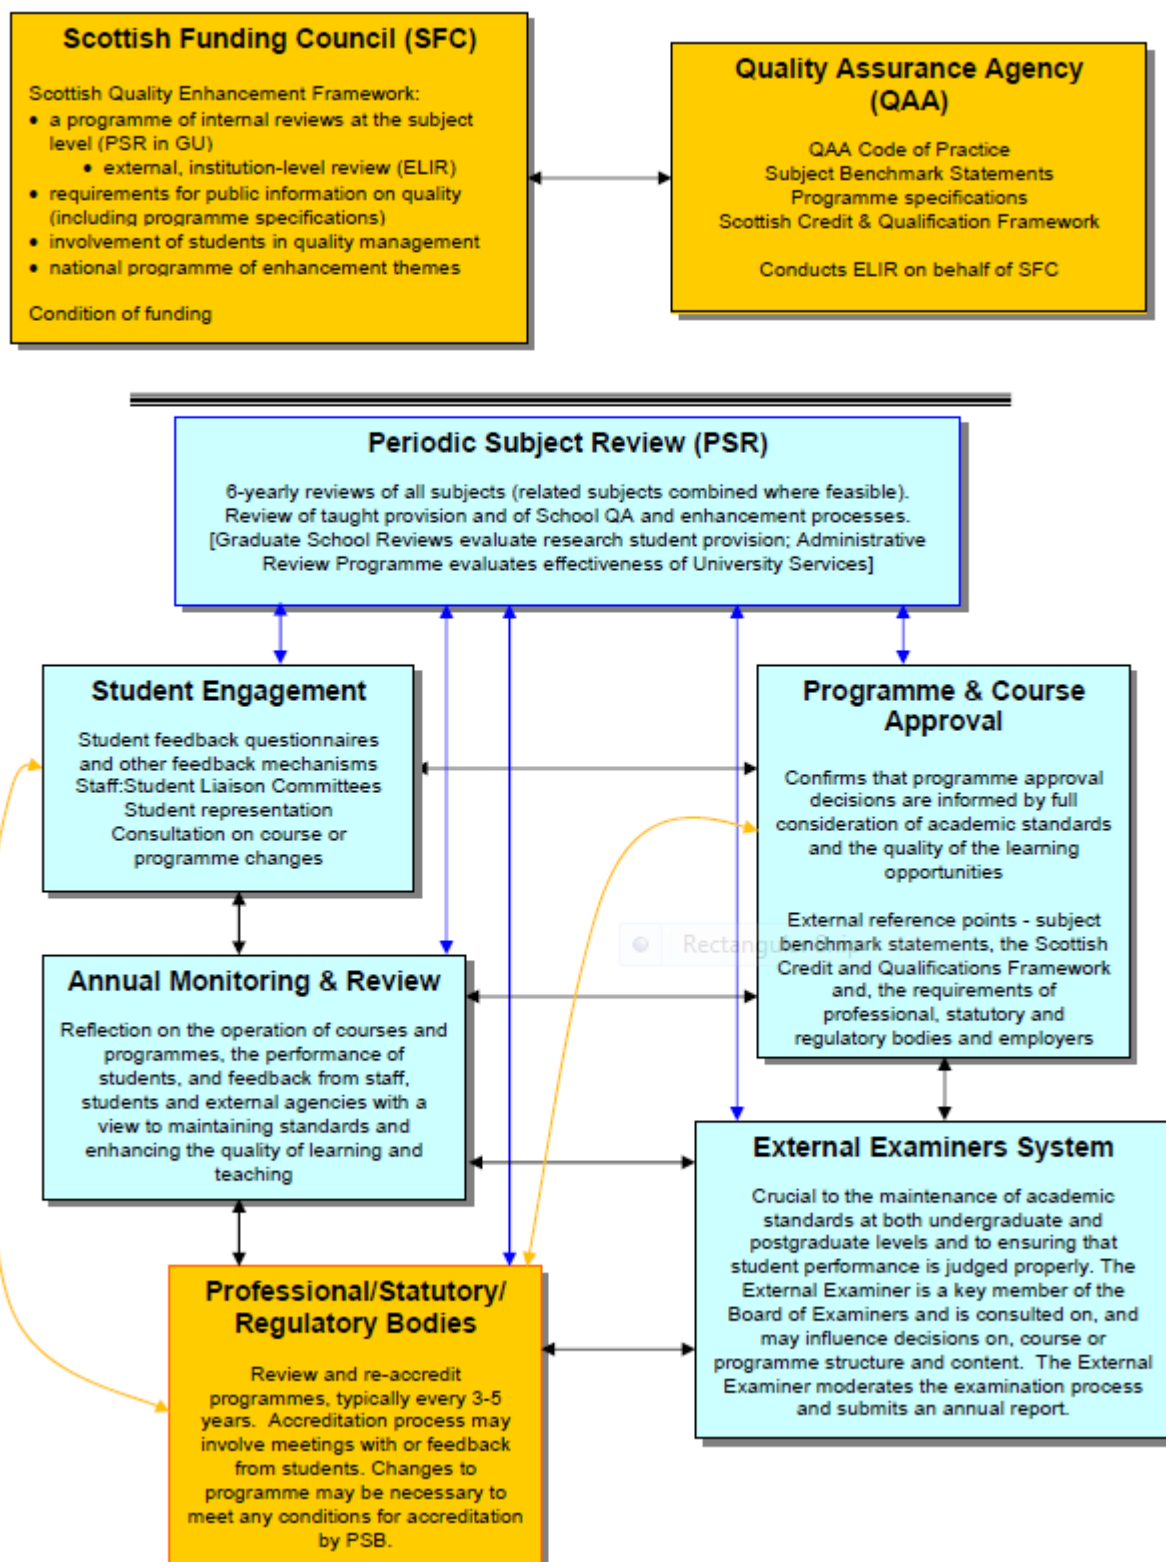 Scottish Funding Council (SFC)
Scottish Quality Enhancement Framework:
• a programme of internal reviews at the subject
level (PSR in GU)
• external, institution-level review (ELIR)
• requirements for public information on quality
(including programme specifications)
• involvement of students in quality management
• national programme of enhancement themes
Condition of funding
Quality Assurance Agency
(QAA)
QAA Code of Practice
Subject Benchmark Statements
Programme specifications
Scottish Credit & Qualification Framework
Conducts ELIR on behalf of SFC
Periodic Subject Review (PSR)
6-yearly reviews of all subjects (related subjects combined where feasible).
Review of taught provision and of School QA and enhancement processes.
[Graduate School Reviews evaluate research student provision; Administrative
Review Programme evaluates effectiveness of University Services]
Student Engagement
Student feedback questionnaires
and other feedback mechanisms
Staff:Student Liaison Committees
Student representation
Consultation on course or
programme changes
Programme & Course
Approval
Confirms that programme approval
decisions are informed by full
consideration of academic standards
and the quality of the learning
opportunities
External reference points - subject
benchmark statements, the Scottish
Credit and Qualifications Framework
and, the requirements of
professional, statutory and
regulatory bodies and employers
Annual Monitoring & Review
Reflection on the operation of courses and
programmes, the performance of
students, and feedback from staff,
students and external agencies with a
view to maintaining standards and
enhancing the quality of learning and
teaching
External Examiners System
Crucial to the maintenance of academic
standards at both undergraduate and
postgraduate levels and to ensuring that
student performance is judged properly. The
External Examiner is a key member of the
Board of Examiners and is consulted on, and
may influence decisions on, course or
programme structure and content. The External
Examiner moderates the examination process
and submits an annual report.
Professional/Statutory/
Regulatory Bodies
Review and re-accredit
programmes, typically every 3-5
years. Accreditation process may
involve meetings with or feedback
from students. Changes to
programme may be necessary to
meet any conditions for accreditation
by PSB.